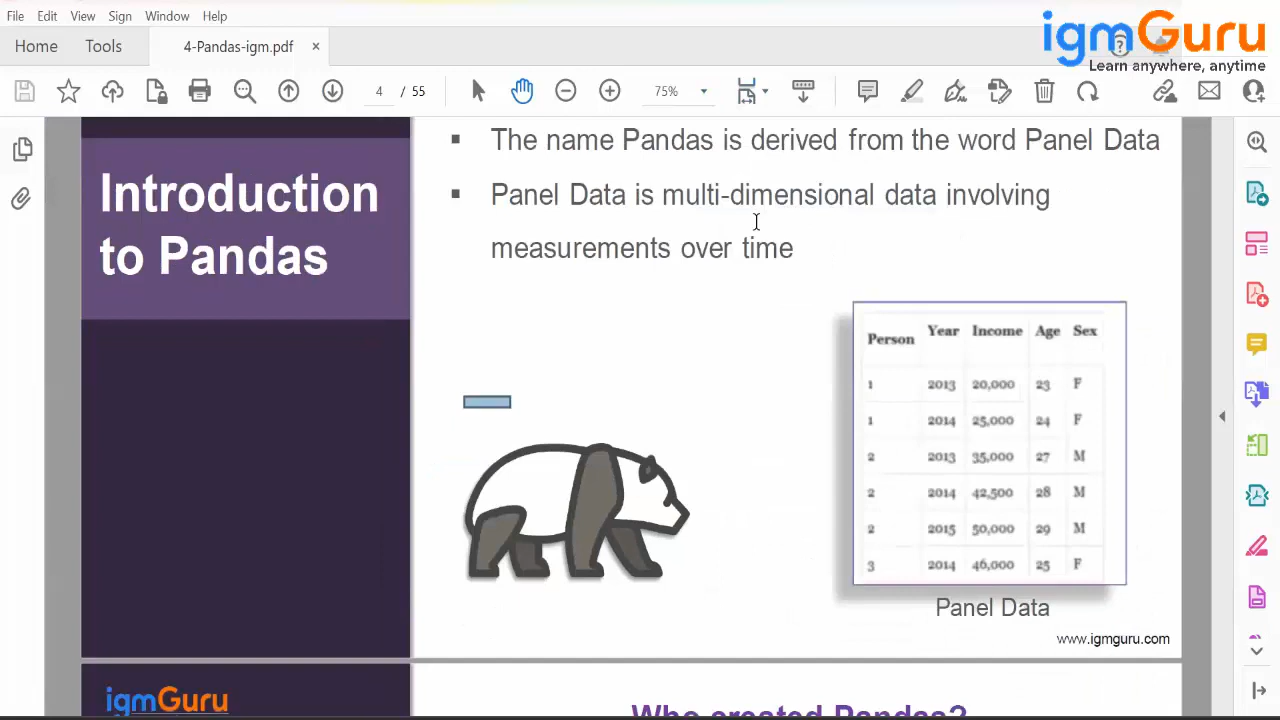 File Edit View Sign Window Help
Home Tools 4-Pandas-igm.pdf ×
igmGuru
Learn anywhere, anytime
4 / 55 75%
Introduction
to Pandas
▪ The name Pandas is derived from the word Panel Data
▪ Panel Data is multi-dimensional data involving
measurements over time
Person Year Income Age Sex
1 2013 20,000 23 F
1 2014 25,000 24 F
2 2013 35,000 27 M
2 2014 42,500 28 M
2 2015 50,000 29 M
3 2014 46,000 25 F
Panel Data
www.igmguru.com
igmGuru
Who created Pandas?